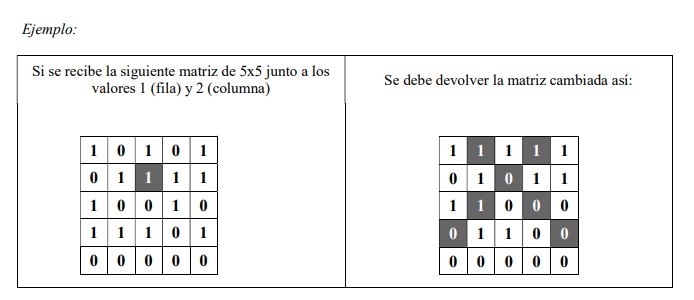 Ejemplo:
Si se recibe la siguiente matriz de 5x5 junto a los
valores 1 (fila) y 2 (columna)
1 0 1 0 1
0 1 1 1 1
1 0 0 1 0
1 1 1 0 1
0 0 0 0 0
Se debe devolver la matriz cambiada así:
1 1 1 1 1
0 1 0 1 1
1 1 0 0 0
0 1 1 0 0
0 0 0 0 0